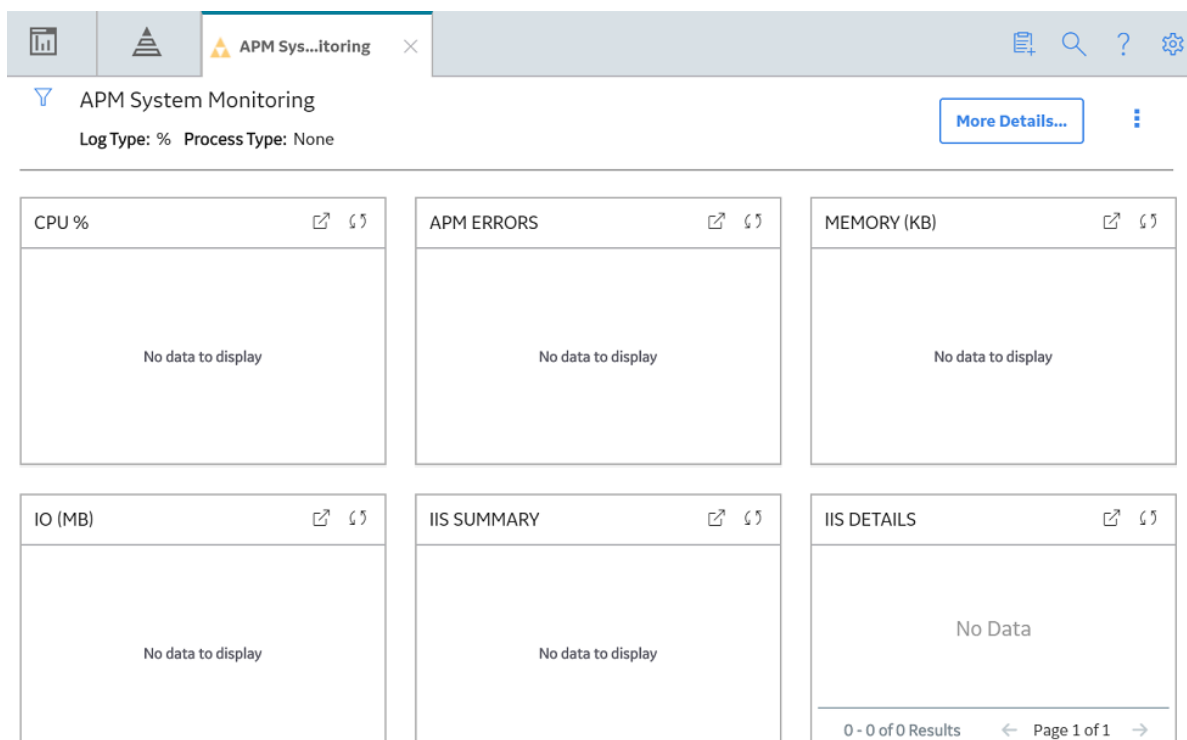 APM Sys...itoring
APM System Monitoring
Log Type: % Process Type: None
More Details...
CPU %
No data to display
APM ERRORS
No data to display
MEMORY (KB)
No data to display
IO (MB)
No data to display
IIS SUMMARY
No data to display
IIS DETAILS
No Data
0 - 0 of 0 Results
Page 1 of 1